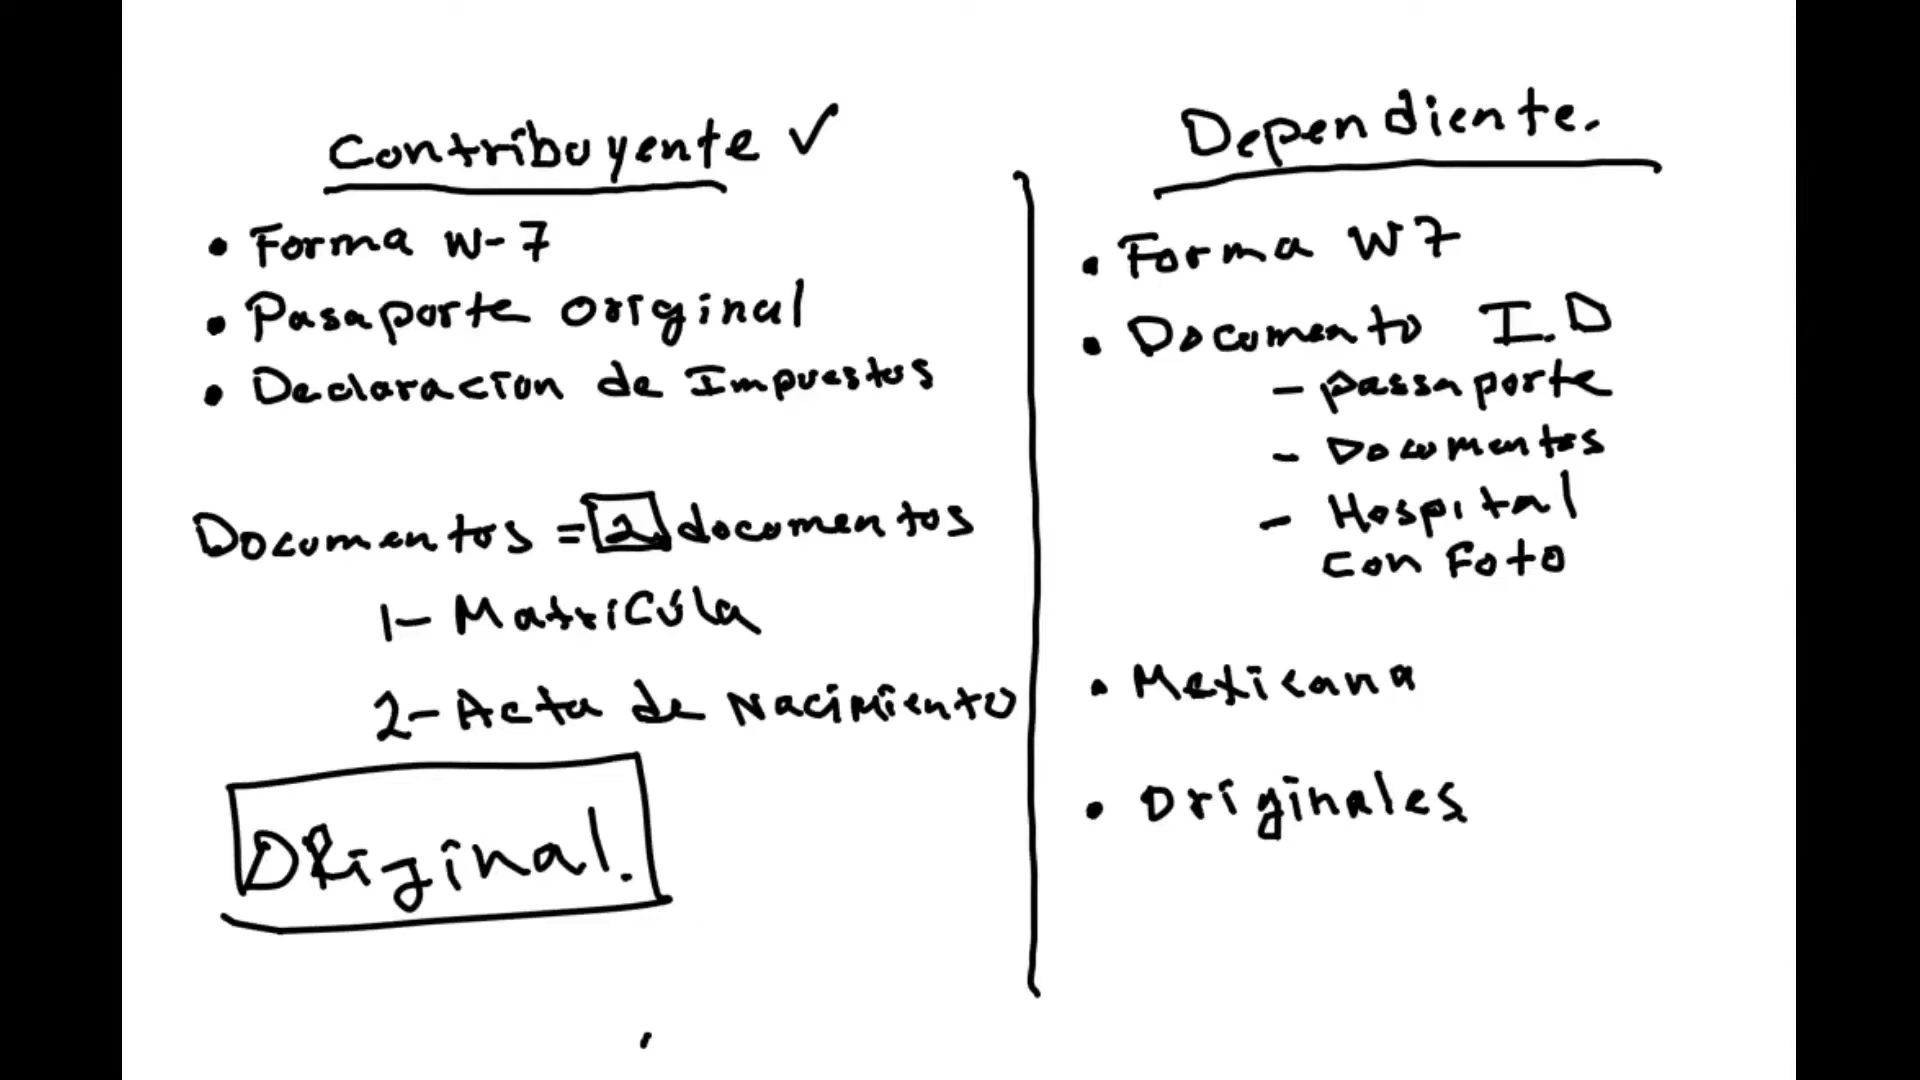 Contribuyente ✓
• Forma W-7
• Pasaporte original
• Declaracion de Impuestos
Documentos = 2 documentos
1- Matricúla
2- Acta de Nacimiento
ORiginal.
Dependiente.
• Forma W7
• Documento I.D
- passaporte
- Documentos
- Hospital
con Foto
• Mexicana
• Originales